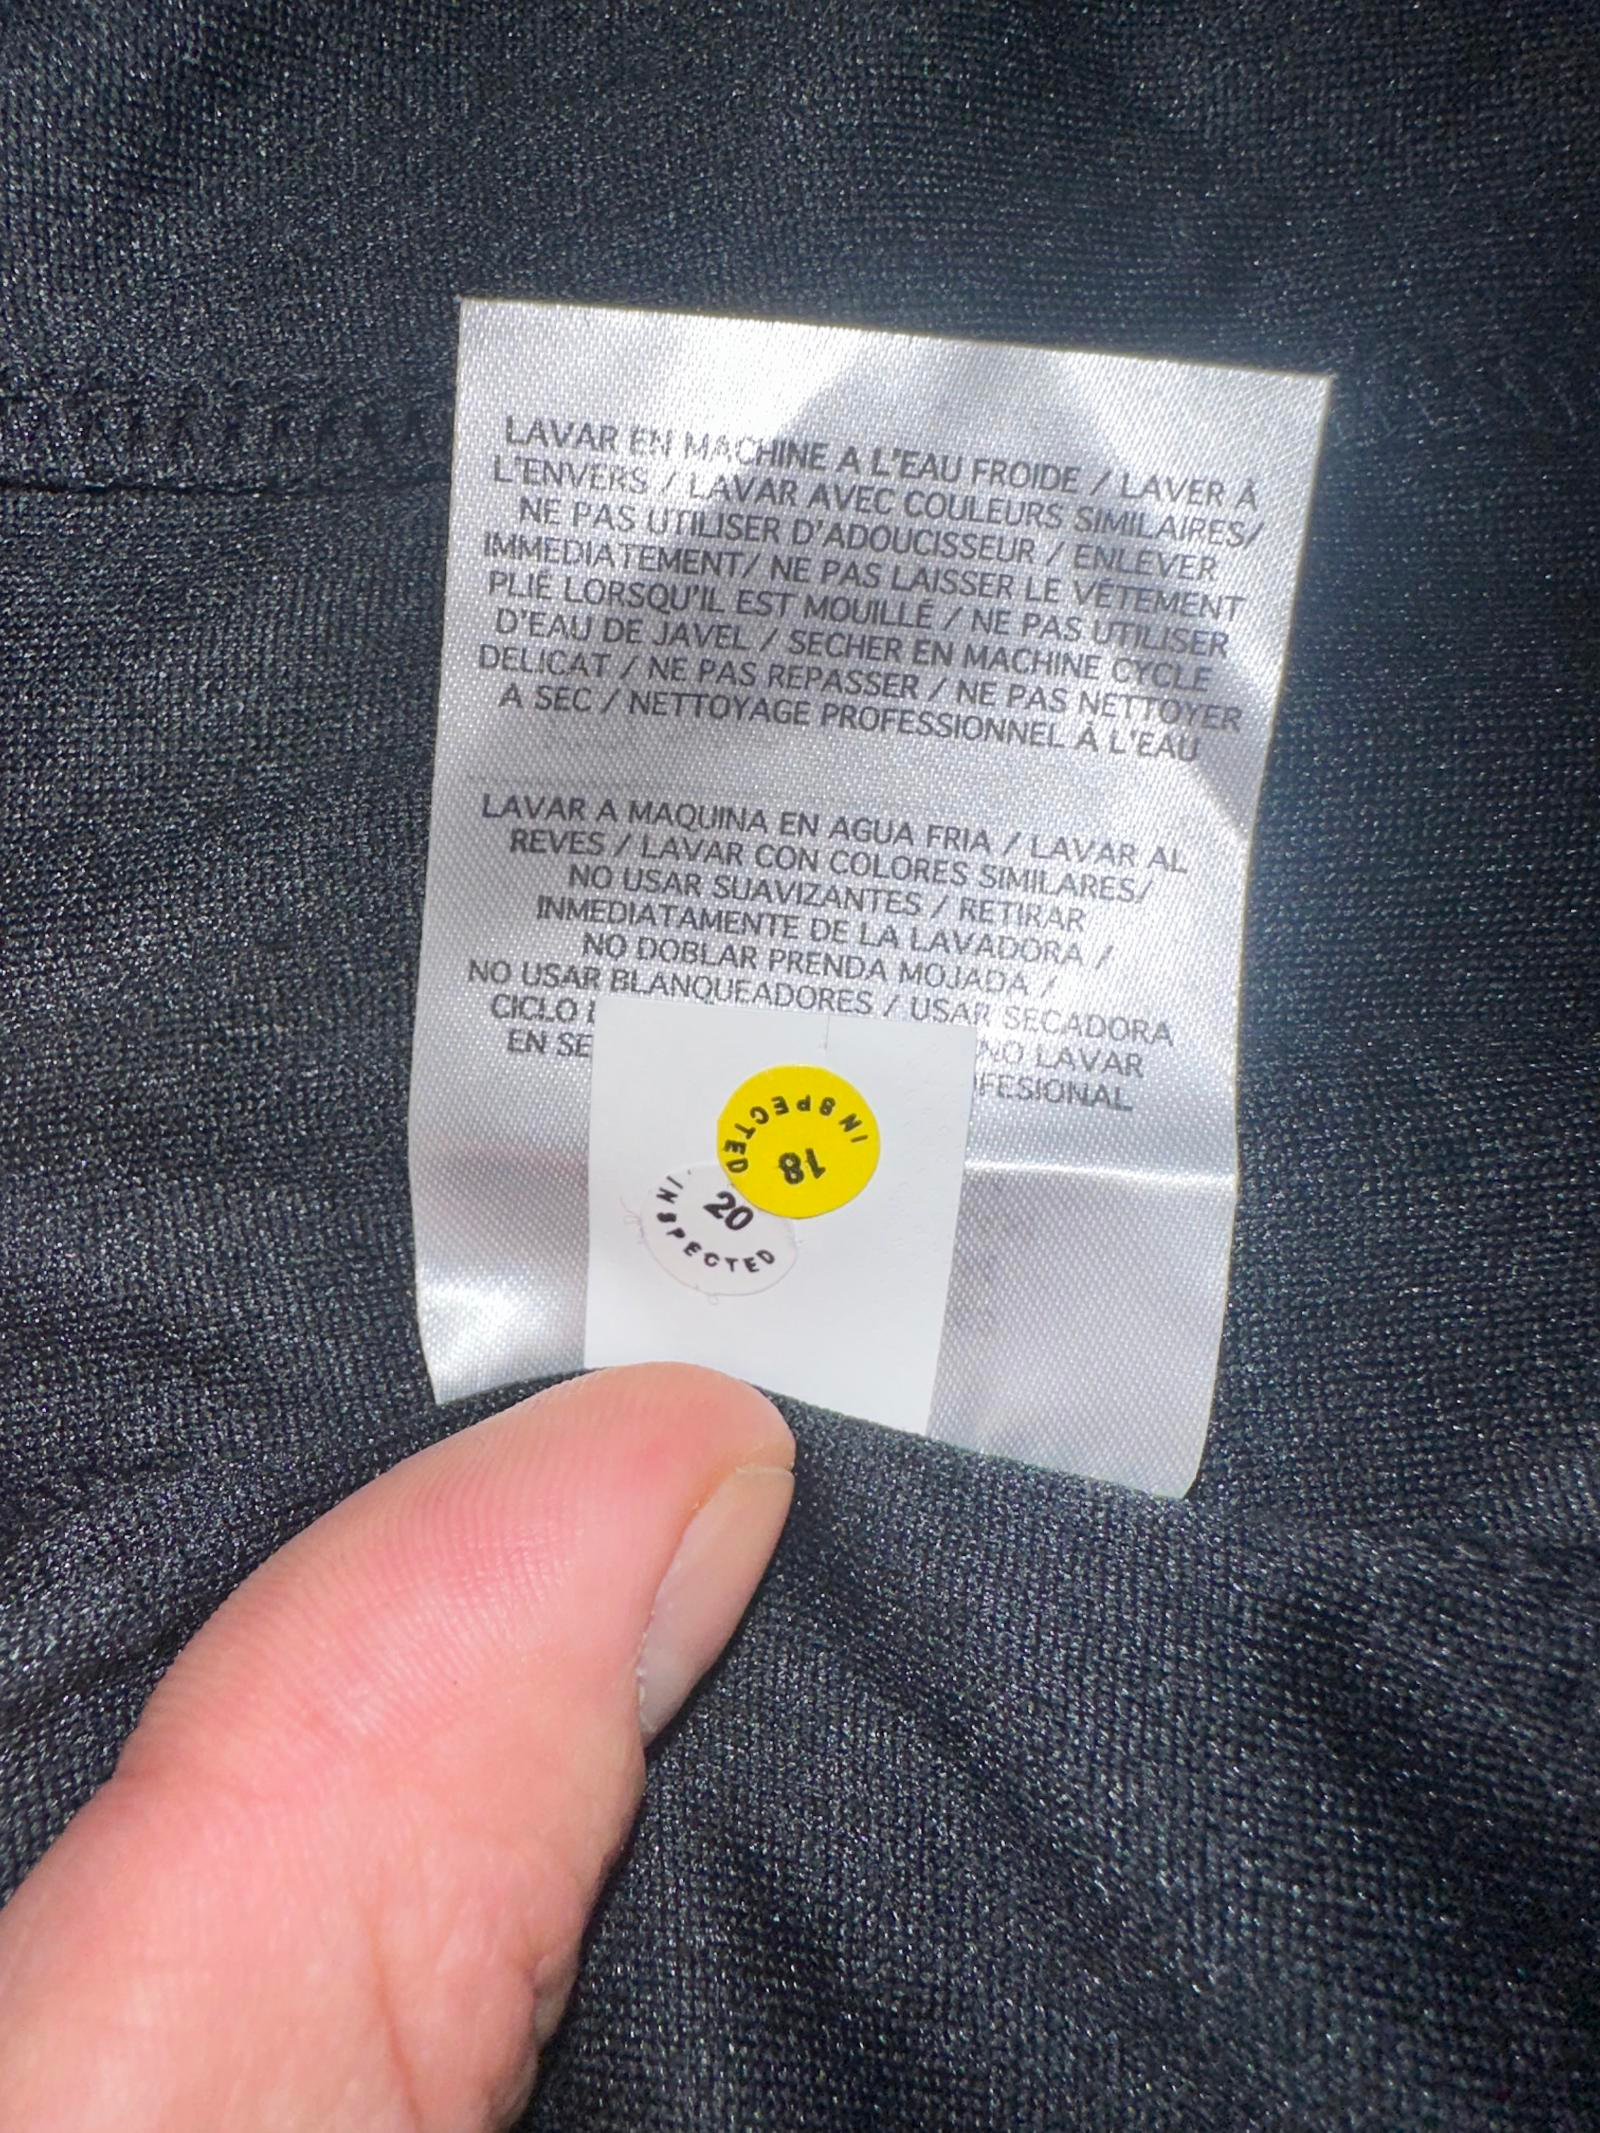 LAVAR EN MACHINE A L'EAU FROIDE / LAVER À
L'ENVERS / LAVAR AVEC COULEURS SIMILAIRES/
NE PAS UTILISER D'ADOUCISSEUR / ENLEVER
IMMEDIATEMENT/ NE PAS LAISSER LE VÉTEMENT
PLIÉ LORSQU'IL EST MOUILLÉ / NE PAS UTILISER
D'EAU DE JAVEL / SECHER EN MACHINE CYCLE
DELICAT / NE PAS REPASSER / NE PAS NETTOYER
A SEC / NETTOYAGE PROFESSIONNEL À L'EAU
LAVAR A MAQUINA EN AGUA FRIA / LAVAR AL
REVES / LAVAR CON COLORES SIMILARES/
NO USAR SUAVIZANTES / RETIRAR
INMEDIATAMENTE DE LA LAVADORA /
NO DOBLAR PRENDA MOJADA /
NO USAR BLANQUEADORES / USAR SECADORA
CICLO NO LAVAR
EN SE FESIONAL
INSPECTED
18
20
INSPECTED